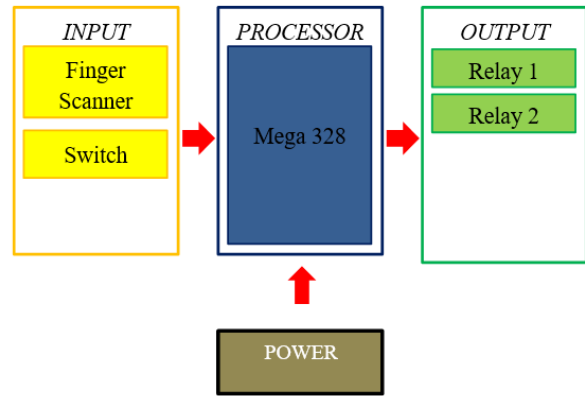 INPUT
Finger
Scanner
Switch
PROCESSOR
Mega 328
OUTPUT
Relay 1
Relay 2
POWER